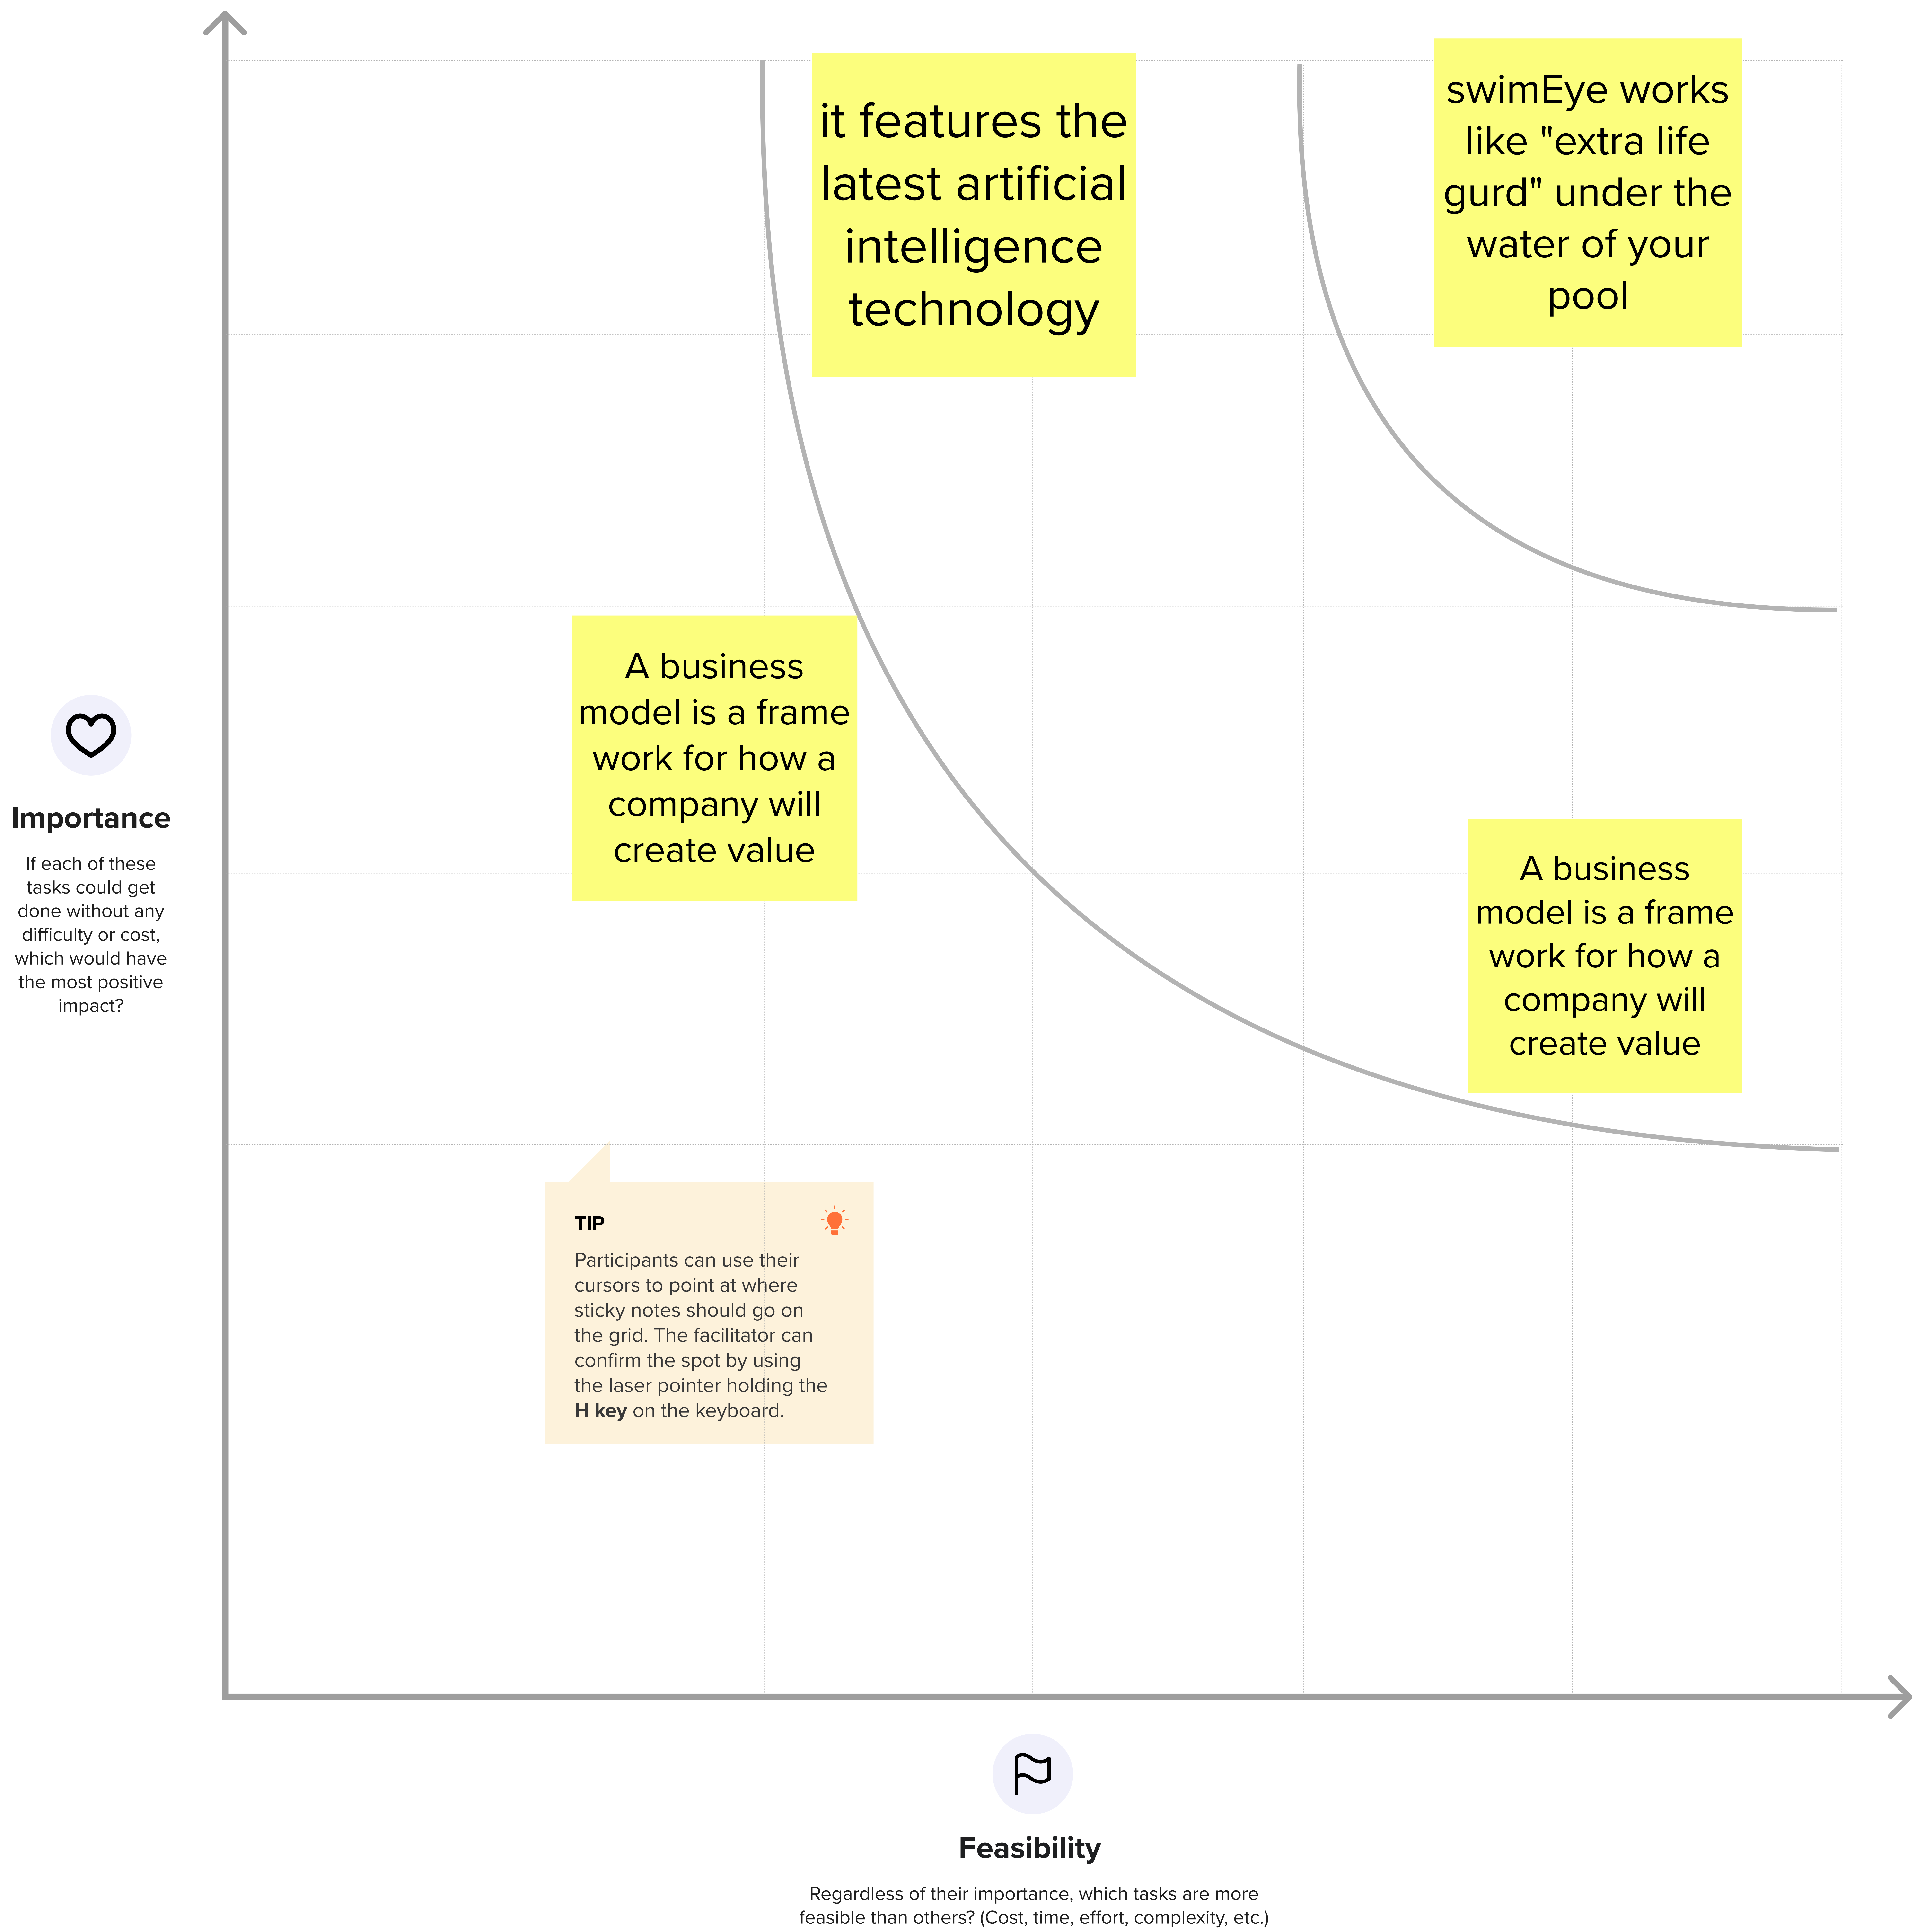 it features the
latest artificial
intelligence
technology
swimEye works
like "extra life
gurd" under the
water of your
pool
A business
model is a frame
work for how a
company will
create value
Importance
If each of these
tasks could get
done without any
difficulty or cost,
which would have
the most positive
impact?
A business
model is a frame
work for how a
company will
create value
TIP
Participants can use their
cursors to point at where
sticky notes should go on
the grid. The facilitator can
confirm the spot by using
the laser pointer holding the
H key on the keyboard.
Feasibility
Regardless of their importance, which tasks are more
feasible than others? (Cost, time, effort, complexity, etc.)